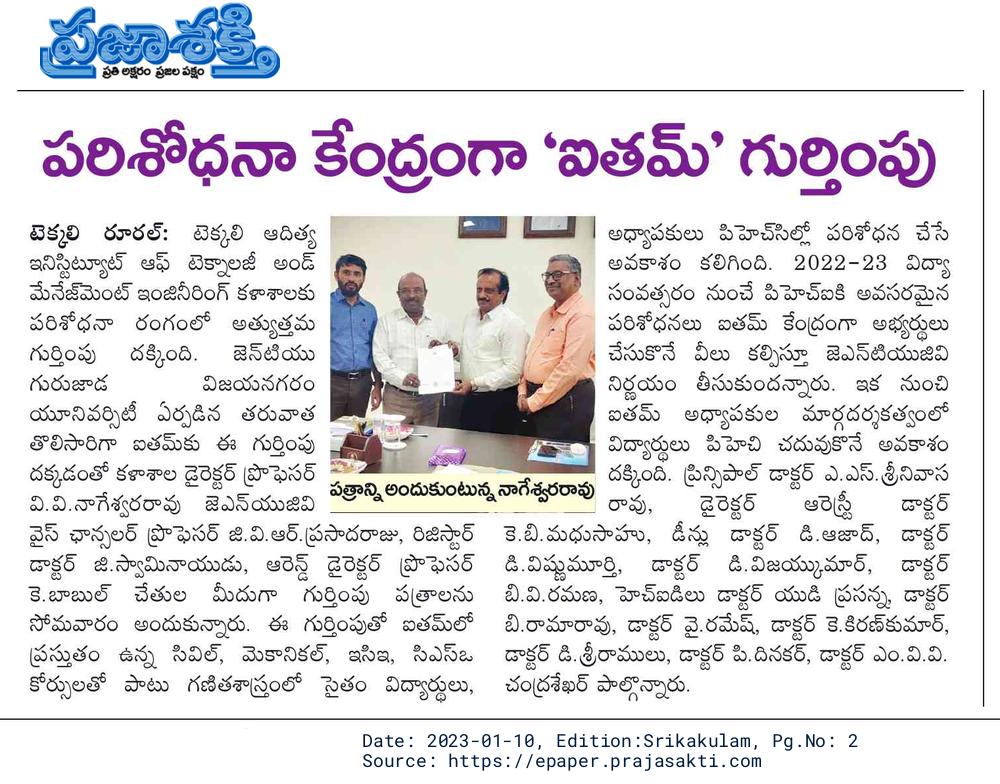 ప్రజాశక్తి
ప్రతి అక్షరం ప్రజల పక్షం
పరిశోధనా కేంద్రంగా ‘ఐతమ్’ గుర్తింపు
టెక్కలి రూరల్: టెక్కలి ఆదిత్య
ఇనిస్టిట్యూట్ ఆఫ్ టెక్నాలజీ అండ్
మేనేజ్‌మెంట్ ఇంజినీరింగ్ కళాశాలకు
పరిశోధనా రంగంలో అత్యుత్తమ
గుర్తింపు దక్కింది. జెన్‌టియు
గురుజాడ విజయనగరం
యూనివర్సిటీ ఏర్పడిన తరువాత
తొలిసారిగా ఐతమ్‌కు ఈ గుర్తింపు
దక్కడంతో కళాశాల డైరెక్టర్ ప్రొఫెసర్
వి.వి.నాగేశ్వరరావు జెఎన్‌యుజివి
వైస్ ఛాన్సలర్ ప్రొఫెసర్ జి.వి.ఆర్.ప్రసాదరాజు, రిజిస్టార్
డాక్టర్ జి.స్వామినాయుడు, ఆరెన్డ్ డైరెక్టర్ ప్రొఫెసర్
కె.బాబుల్ చేతుల మీదుగా గుర్తింపు పత్రాలను
సోమవారం అందుకున్నారు. ఈ గుర్తింపుతో ఐతమ్‌లో
ప్రస్తుతం ఉన్న సివిల్, మెకానికల్, ఇసిఇ, సిఎస్ఒ
కోర్సులతో పాటు గణితశాస్త్రంలో సైతం విద్యార్థులు,
పత్రాన్ని అందుకుంటున్న నాగేశ్వరరావు
అధ్యాపకులు పిహెచ్‌సిల్లో పరిశోధన చేసే
అవకాశం కలిగింది. 2022-23 విద్యా
సంవత్సరం నుంచే పిహెచ్‌ఐకి అవసరమైన
పరిశోధనలు ఐతమ్ కేంద్రంగా అభ్యర్థులు
చేసుకొనే వీలు కల్పిస్తూ జెఎన్‌టియుజివి
నిర్ణయం తీసుకుందన్నారు. ఇక నుంచి
ఐతమ్ అధ్యాపకుల మార్గదర్శకత్వంలో
విద్యార్థులు పిహెచి చదువుకొనే అవకాశం
దక్కింది. ప్రిన్సిపాల్ డాక్టర్ ఎ.ఎస్.శ్రీనివాస
రావు, డైరెక్టర్ ఆరెస్ట్రీ డాక్టర్
కె.బి.మధుసాహు, డీన్లు డాక్టర్ డి.ఆజాద్, డాక్టర్
డి.విష్ణుమూర్తి, డాక్టర్ డి.విజయ్కుమార్, డాక్టర్
బి.వి.రమణ, హెచ్ఐడిలు డాక్టర్ యుడి ప్రసన్న, డాక్టర్
బి.రామారావు, డాక్టర్ వై.రమేష్, డాక్టర్ కె.కిరణ్‌కుమార్,
డాక్టర్ డి.శ్రీరాములు, డాక్టర్ పి.దినకర్, డాక్టర్ ఎం.వి.వి.
చంద్రశేఖర్ పాల్గొన్నారు.
Date: 2023-01-10, Edition:Srikakulam, Pg.No: 2
Source: https://epaper.prajasakti.com